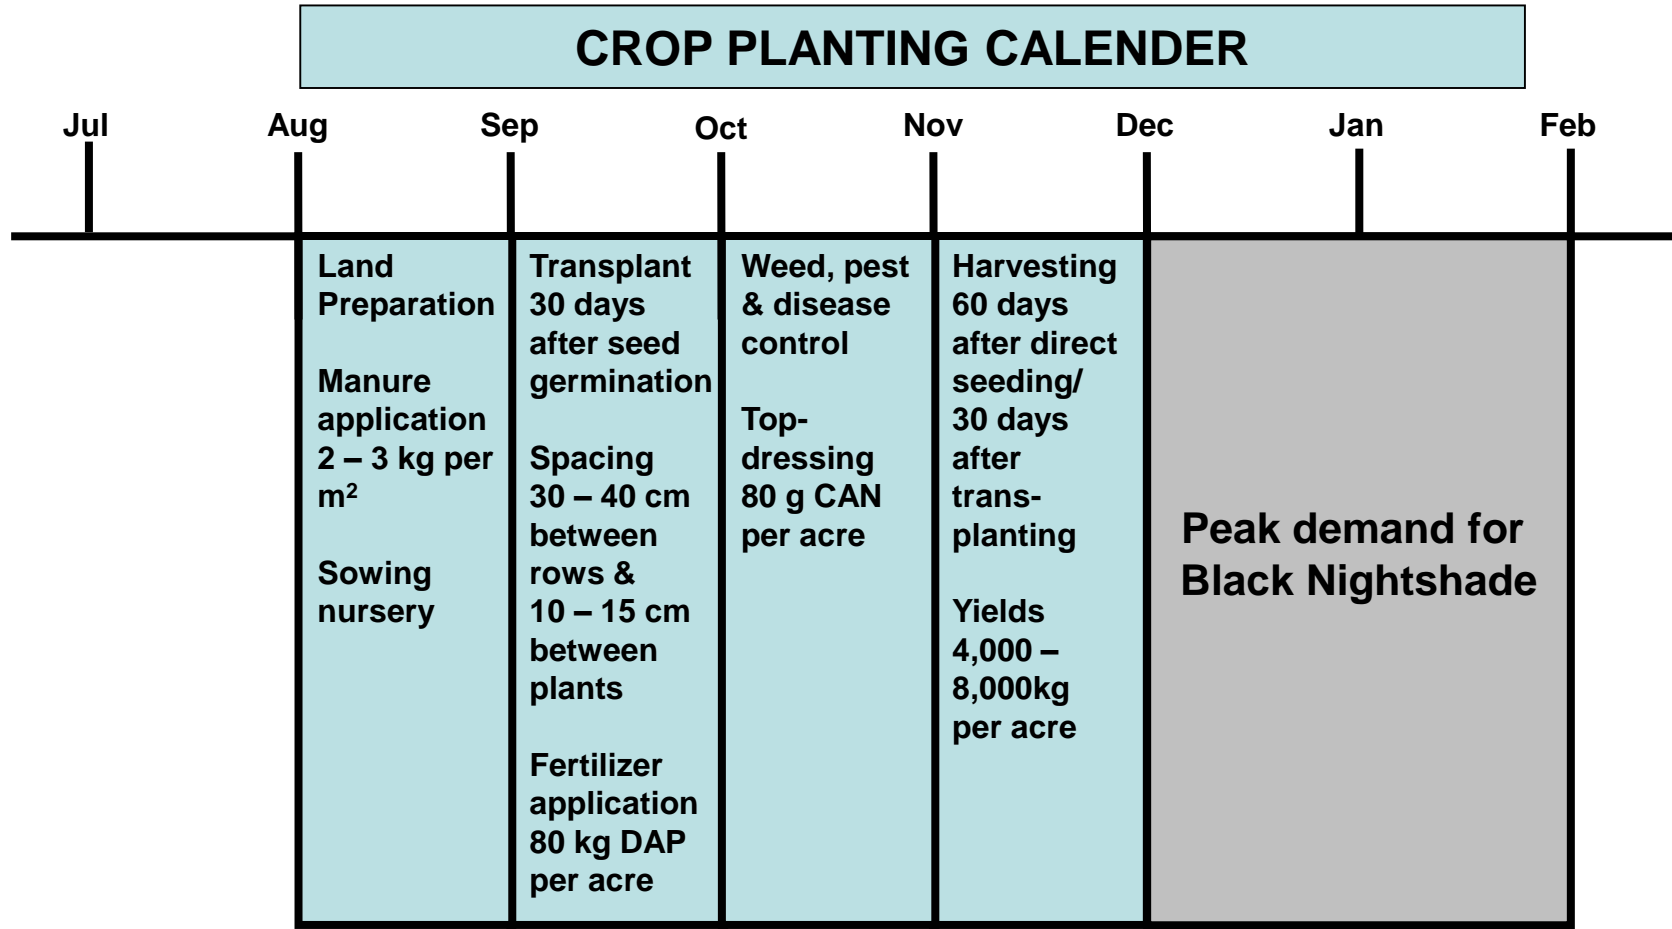 CROP PLANTING CALENDER
Jul
Aug
Sep
Oct
Nov
Dec
Jan
Feb
Land
Preparation
Manure
application
2 – 3 kg per
m²
Sowing
nursery
Transplant
30 days
after seed
germination
Spacing
30 – 40 cm
between
rows &
10 – 15 cm
between
plants
Fertilizer
application
80 kg DAP
per acre
Weed, pest
& disease
control
Top-
dressing
80 g CAN
per acre
Harvesting
60 days
after direct
seeding/
30 days
after
trans-
planting
Yields
4,000 –
8,000kg
per acre
Peak demand for
Black Nightshade